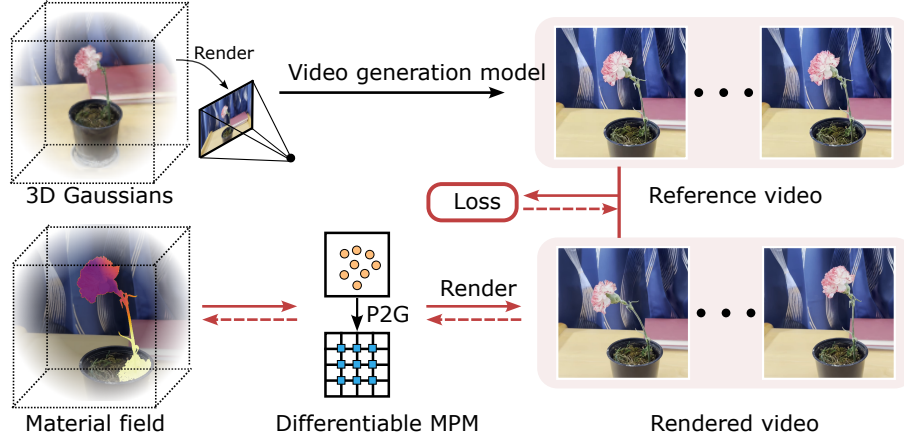 Render
Video generation model
3D Gaussians
Reference video
Loss
Render
P2G
Material field
Differentiable MPM
Rendered video